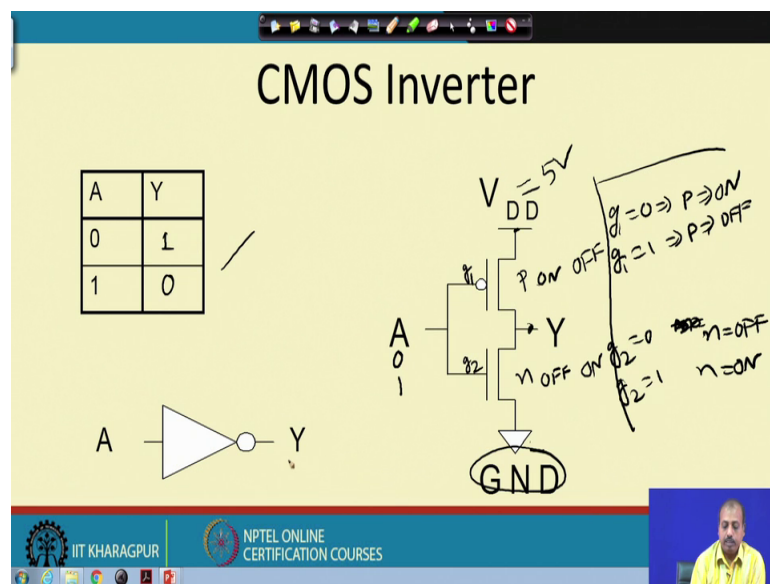 CMOS Inverter
A Y
0 1
1 0
V DD = 5V
g1 P ON OFF
A Y
0
1
g2 n OFF ON
GND
g1=0 => P => ON
g1=1 => P => OFF
g2=0 n=OFF
g2=1 n=ON
A Y
IIT KHARAGPUR
NPTEL ONLINE
CERTIFICATION COURSES